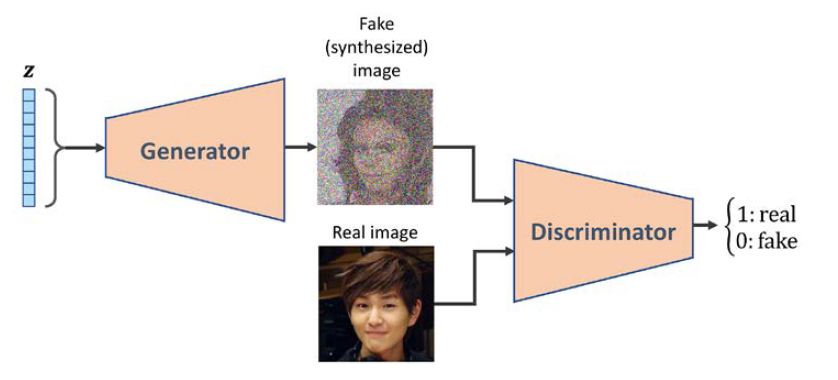 Fake
(synthesized)
image
z
Generator
Real image
Discriminator
1: real
0: fake